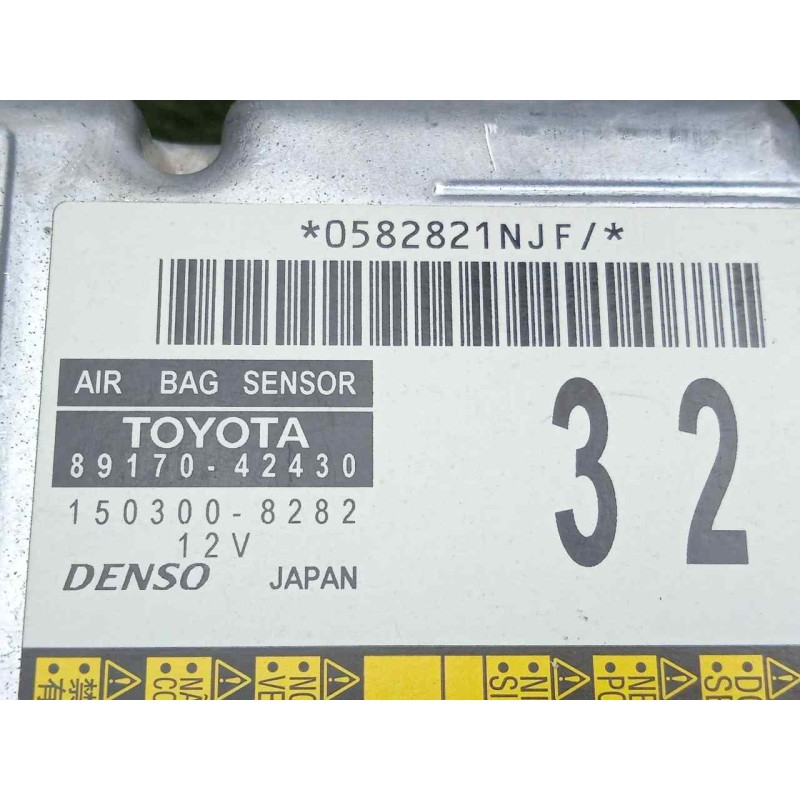 *0582821NJF/*
AIR BAG SENSOR
TOYOTA
89170-42430
150300-8282
12V
DENSO JAPAN
32